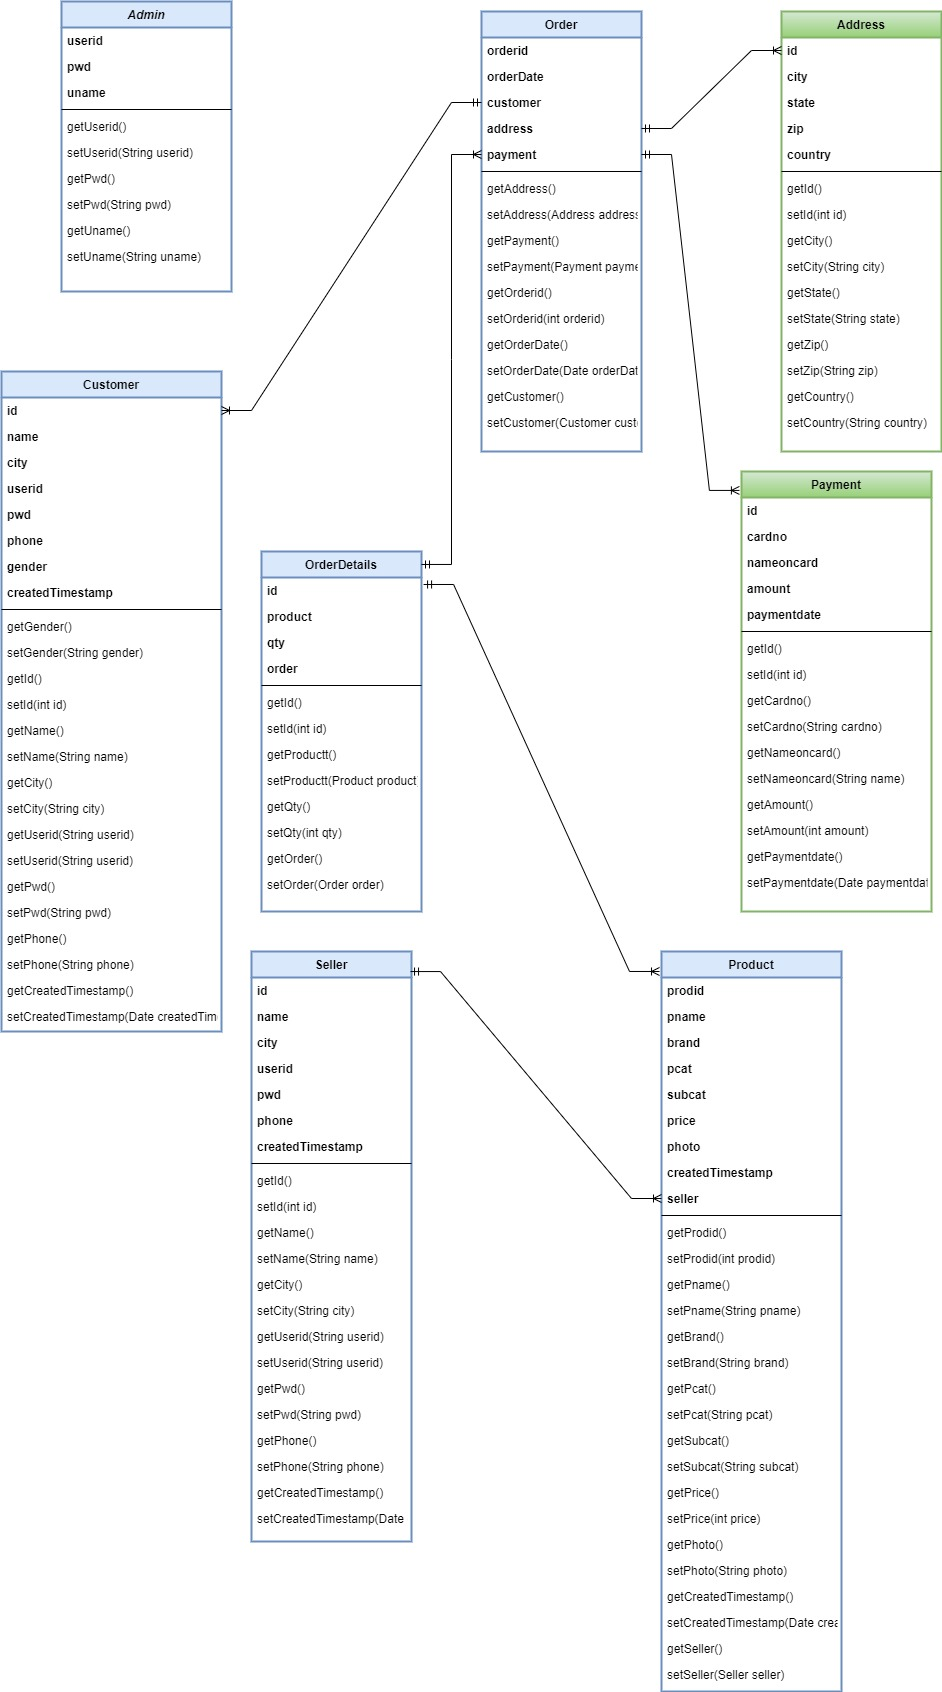 Admin
userid
pwd
uname
getUserid()
setUserid(String userid)
getPwd()
setPwd(String pwd)
getUname()
setUname(String uname)
Order
orderid
orderDate
customer
address
payment
getAddress()
setAddress(Address address
getPayment()
setPayment(Payment payme
getOrderid()
setOrderid(int orderid)
getOrderDate()
setOrderDate(Date orderDat
getCustomer()
setCustomer(Customer cust
Address
id
city
state
zip
country
getId()
setId(int id)
getCity()
setCity(String city)
getState()
setState(String state)
getZip()
setZip(String zip)
getCountry()
setCountry(String country)
Customer
id
name
city
userid
pwd
phone
gender
createdTimestamp
getGender()
setGender(String gender)
getId()
setId(int id)
getName()
setName(String name)
getCity()
setCity(String city)
getUserid(String userid)
setUserid(String userid)
getPwd()
setPwd(String pwd)
getPhone()
setPhone(String phone)
getCreatedTimestamp()
setCreatedTimestamp(Date createdTim
OrderDetails
id
product
qty
order
getId()
setId(int id)
getProductt()
setProductt(Product product
getQty()
setQty(int qty)
getOrder()
setOrder(Order order)
Payment
id
cardno
nameoncard
amount
paymentdate
getId()
setId(int id)
getCardno()
setCardno(String cardno)
getNameoncard()
setNameoncard(String name)
getAmount()
setAmount(int amount)
getPaymentdate()
setPaymentdate(Date paymentdat
Seller
id
name
city
userid
pwd
phone
createdTimestamp
getId()
setId(int id)
getName()
setName(String name)
getCity()
setCity(String city)
getUserid(String userid)
setUserid(String userid)
getPwd()
setPwd(String pwd)
getPhone()
setPhone(String phone)
getCreatedTimestamp()
setCreatedTimestamp(Date
Product
prodid
pname
brand
pcat
subcat
price
photo
createdTimestamp
seller
getProdid()
setProdid(int prodid)
getPname()
setPname(String pname)
getBrand()
setBrand(String brand)
getPcat()
setPcat(String pcat)
getSubcat()
setSubcat(String subcat)
getPrice()
setPrice(int price)
getPhoto()
setPhoto(String photo)
getCreatedTimestamp()
setCreatedTimestamp(Date crea
getSeller()
setSeller(Seller seller)